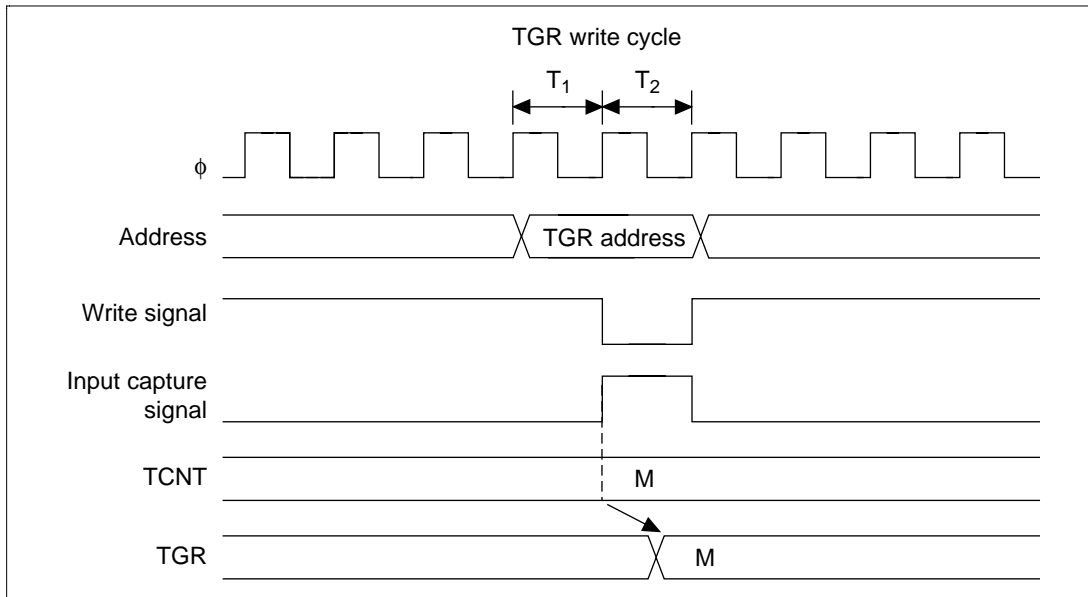 TGR write cycle
T1 T2
ϕ
Address TGR address
Write signal
Input capture
signal
TCNT M
TGR M